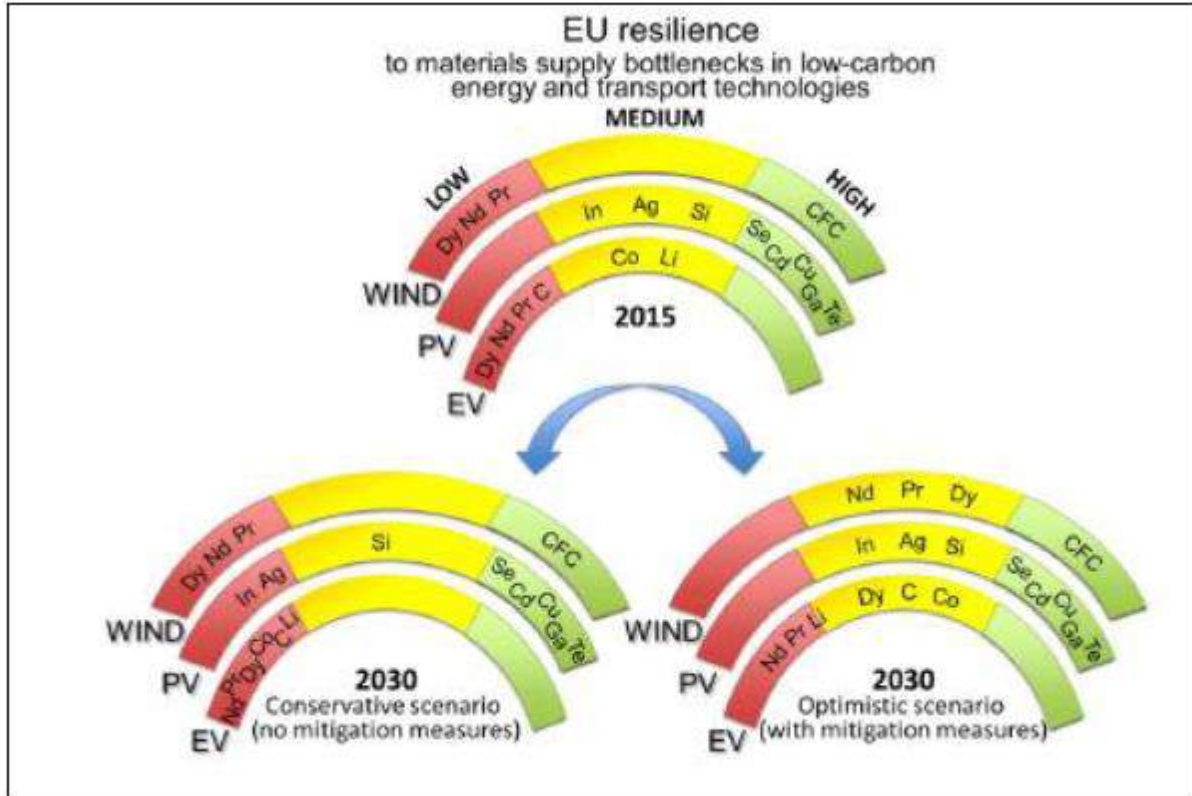 EU resilience
to materials supply bottlenecks in low-carbon
energy and transport technologies
LOW
MEDIUM
HIGH
WIND
Dy Nd Pr
CFC
PV
In Ag Si
Se Cd Cu Ga Te
EV
Dy Nd Pr C
Co Li
2015
WIND
Dy Nd Pr
CFC
PV
In Ag
Si
Se Cd Cu Ga Te
EV
Nd Pr Dy Co C Li
2030
Conservative scenario
(no mitigation measures)
WIND
Nd Pr Dy
CFC
PV
In Ag Si
Se Cd Cu Ga Te
EV
Nd Pr Li
Dy C Co
2030
Optimistic scenario
(with mitigation measures)